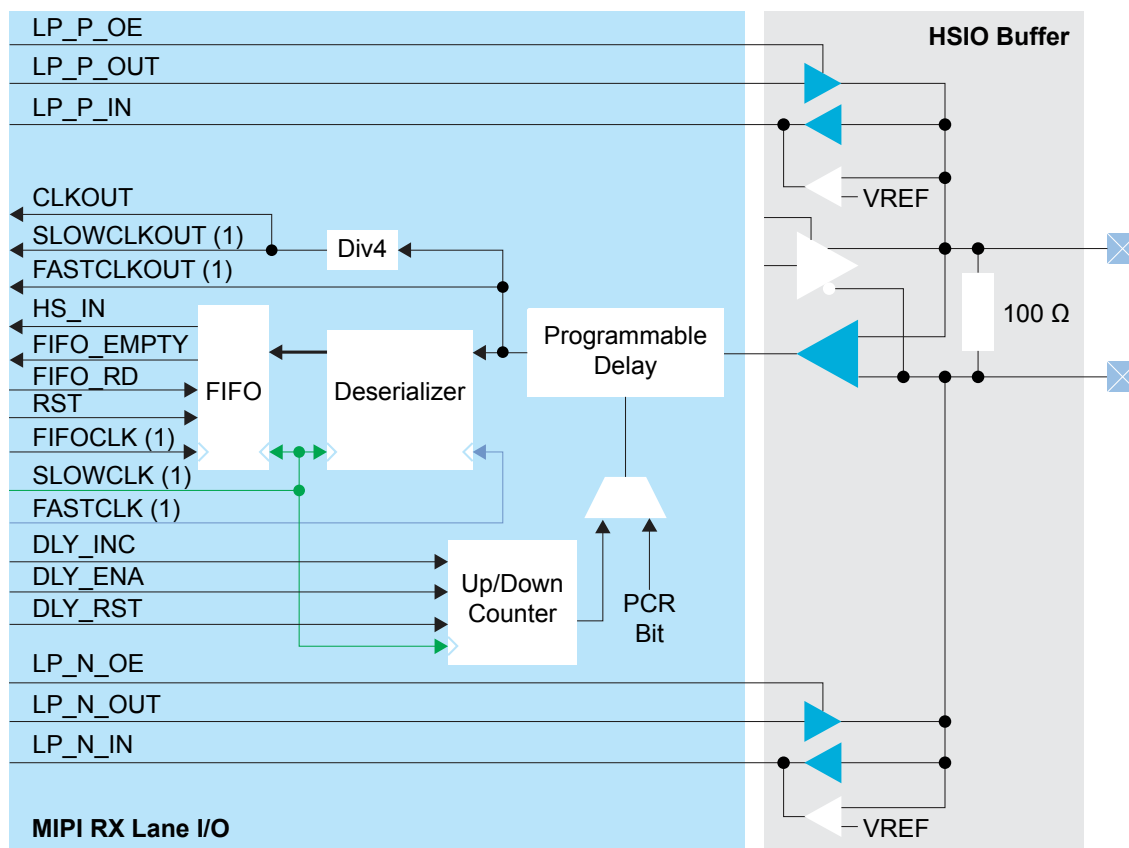 LP_P_OE
HSIO Buffer
LP_P_OUT
LP_P_IN
CLKOUT
VREF
SLOWCLKOUT (1)
Div4
FASTCLKOUT (1)
HS_IN
100 Ω
Programmable
Delay
FIFO_EMPTY
FIFO_RD
FIFO
Deserializer
RST
FIFOCLK (1)
SLOWCLK (1)
FASTCLK (1)
DLY_INC
DLY_ENA
Up/Down
Counter
PCR
Bit
DLY_RST
LP_N_OE
LP_N_OUT
LP_N_IN
MIPI RX Lane I/O
VREF